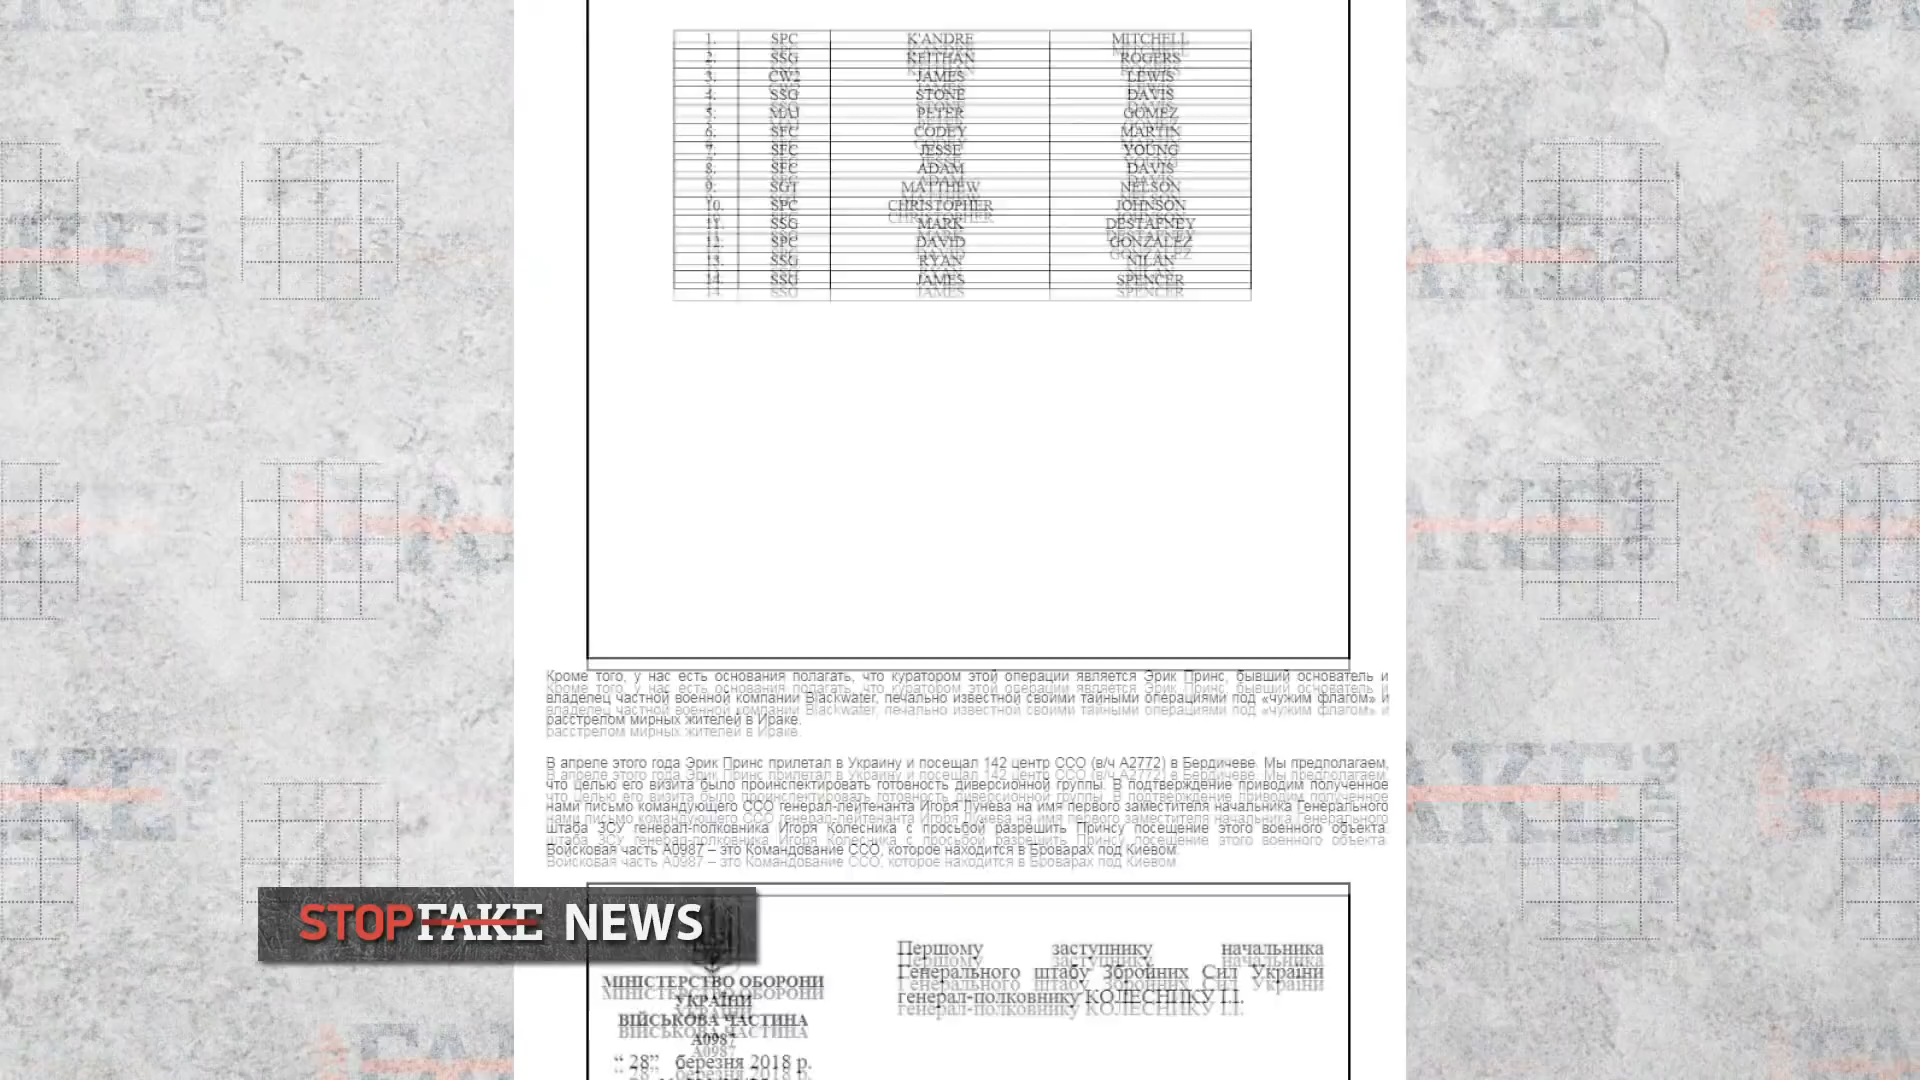 1. SPC K'ANDRE MITCHELL
2. SSG KEITHAN ROGERS
3. CW2 JAMES LEWIS
4. SSG STONE DAVIS
5. MAJ PETER GOMEZ
6. SFC CODEY MARTIN
7. SFC JESSE YOUNG
8. SFC ADAM DAVIS
9. SGT MATTHEW NELSON
10. SPC CHRISTOPHER JOHNSON
11. SSG MARK DESTAPNEY
12. SPC DAVID GONZALEZ
13. SSG RYAN NILAN
14. SSG JAMES SPENCER
Кроме того, у нас есть основания полагать, что куратором этой операции является Эрик Принс, бывший основатель и
владелец частной военной компании Blackwater, печально известной своими тайными операциями под «чужим флагом» и
расстрелом мирных жителей в Ираке.
В апреле этого года Эрик Принс прилетал в Украину и посещал 142 центр ССО (в/ч А2772) в Бердичеве. Мы предполагаем,
что целью его визита было проинспектировать готовность диверсионной группы. В подтверждение приводим полученное
нами письмо командующего ССО генерал-лейтенанта Игоря Лунева на имя первого заместителя начальника Генерального
штаба ЗСУ генерал-полковника Игоря Колесника с просьбой разрешить Принсу посещение этого военного объекта.
Войсковая часть А0987 – это Командование ССО, которое находится в Броварах под Киевом.
STOPFAKE NEWS
МІНІСТЕРСТВО ОБОРОНИ
УКРАЇНИ
ВІЙСЬКОВА ЧАСТИНА
А0987
“ 28” березня 2018 р.
Першому заступнику начальника
Генерального штабу Збройних Сил України
генерал-полковнику КОЛЕСНИКУ І.І.